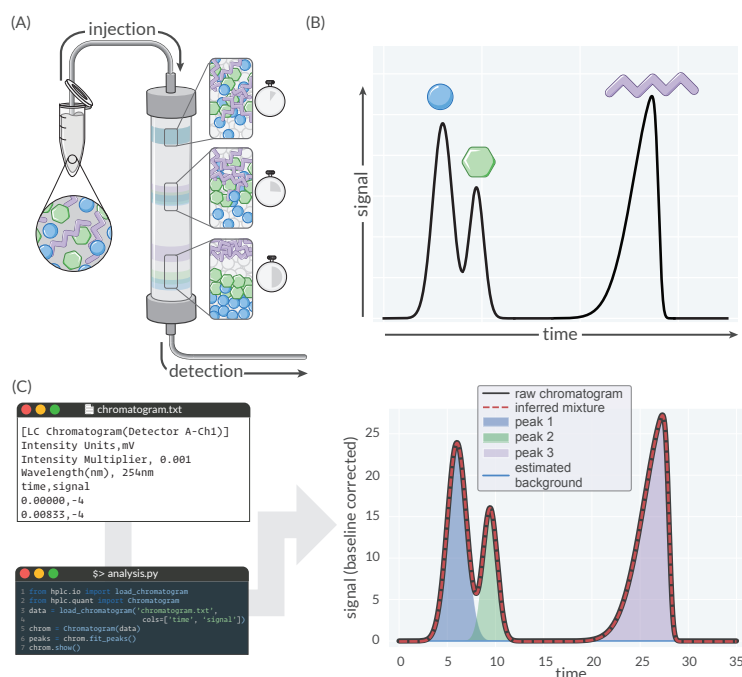 (A)
injection
detection
(B)
signal
time
(C)
chromatogram.txt
[LC Chromatogram(Detector A-Ch1)]
Intensity Units,mV
Intensity Multiplier, 0.001
Wavelength(nm), 254nm
time,signal
0.00000,-4
0.00833,-4
$> analysis.py
1 from hplc.io import load_chromatogram
2 from hplc.quant import Chromatogram
3 data = load_chromatogram('chromatogram.txt',
4 cols=['time', 'signal'])
5 chrom = Chromatogram(data)
6 peaks = chrom.fit_peaks()
7 chrom.show()
raw chromatogram
inferred mixture
peak 1
peak 2
peak 3
estimated
background
signal (baseline corrected)
25
20
15
10
5
0
0 5 10 15 20 25 30 35
time